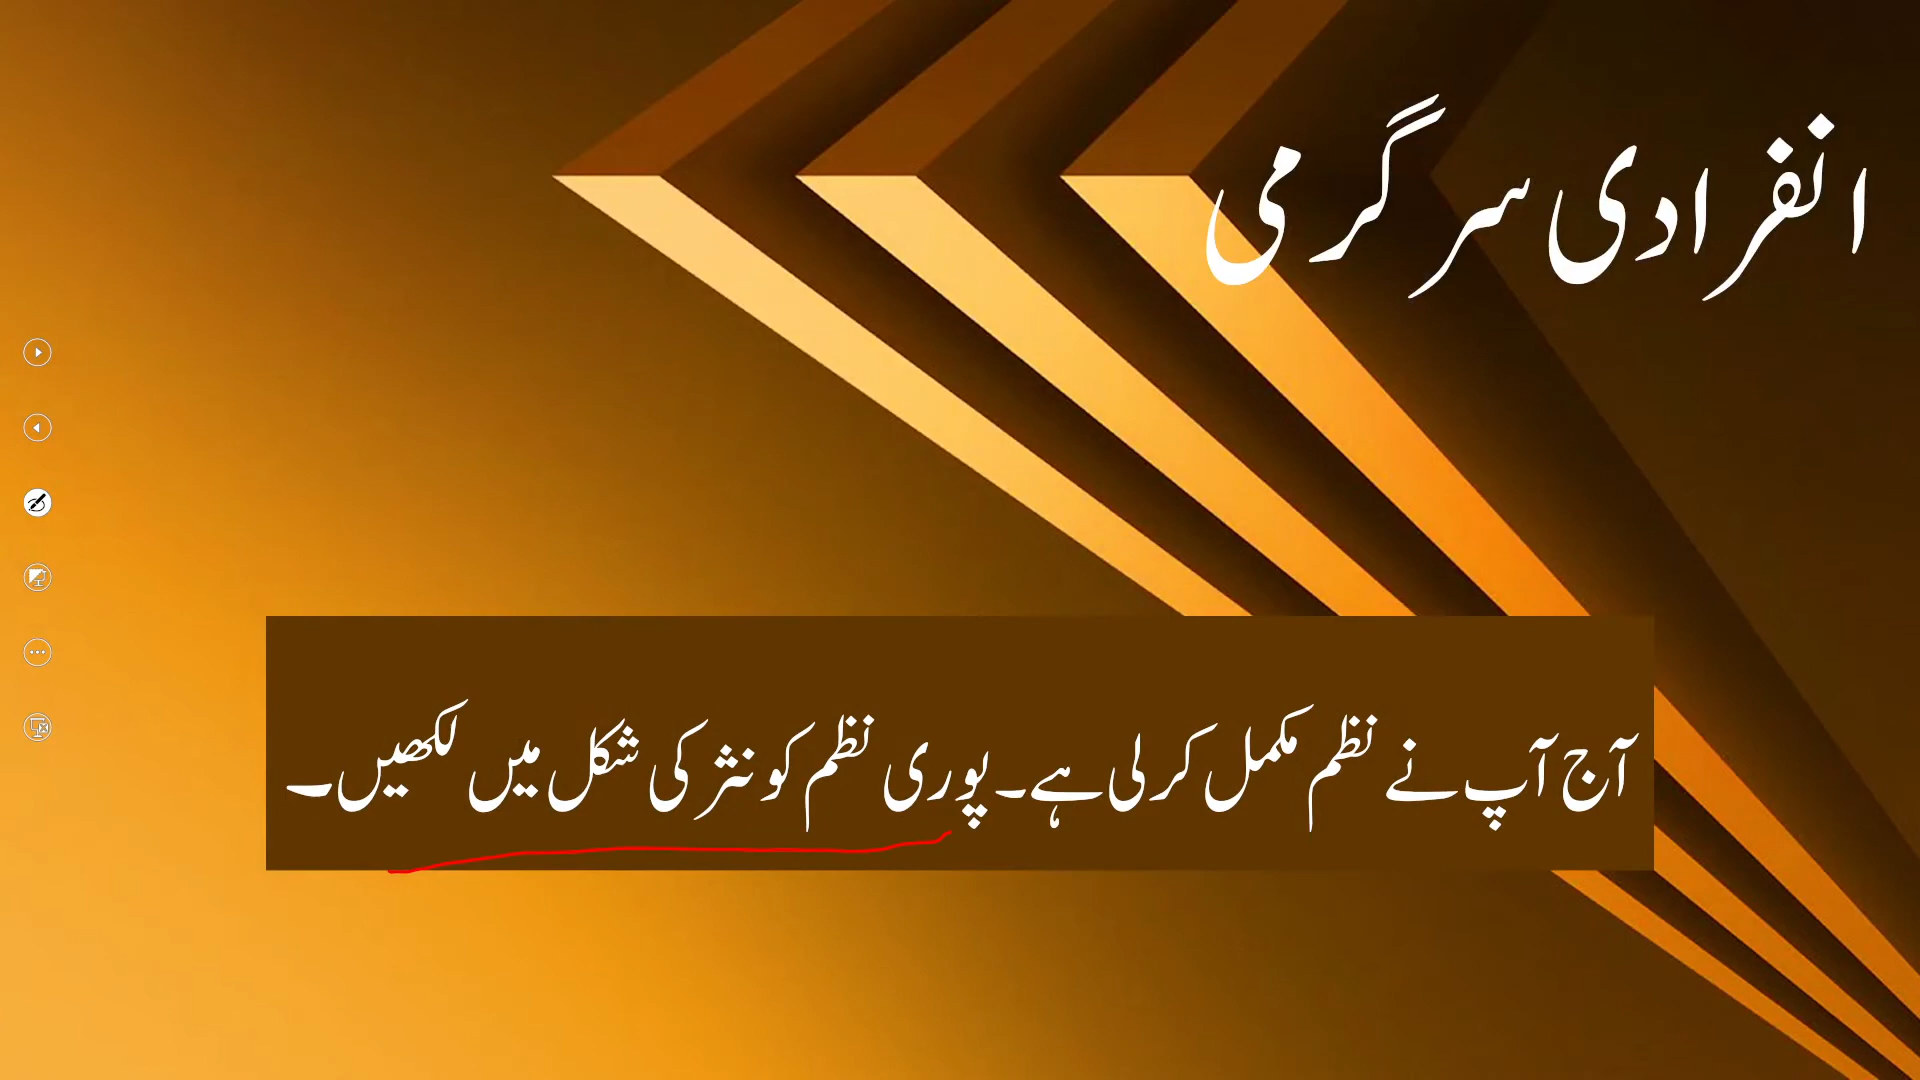 انفرادی سرگرمی
آج آپ نے نظم مکمل کرلی ہے۔پوری نظم کو نثر کی شکل میں لکھیں۔